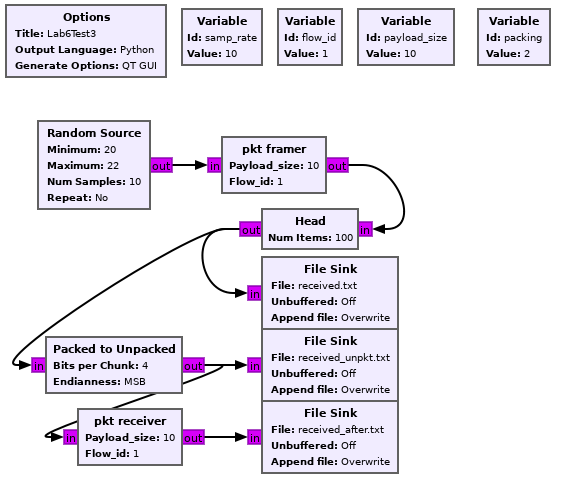 Options
Title: Lab6Test3
Output Language: Python
Generate Options: QT GUI
Variable
Id: samp_rate
Value: 10
Variable
Id: flow_id
Value: 1
Variable
Id: payload_size
Value: 10
Variable
Id: packing
Value: 2
Random Source
Minimum: 20
Maximum: 22
Num Samples: 10
Repeat: No
out
in
pkt framer
Payload_size: 10
Flow_id: 1
out
out
Head
Num Items: 100
in
in
File Sink
File: received.txt
Unbuffered: Off
Append file: Overwrite
in
Packed to Unpacked
Bits per Chunk: 4
Endianness: MSB
out
in
File Sink
File: received_unpkt.txt
Unbuffered: Off
Append file: Overwrite
in
pkt receiver
Payload_size: 10
Flow_id: 1
out
in
File Sink
File: received_after.txt
Unbuffered: Off
Append file: Overwrite